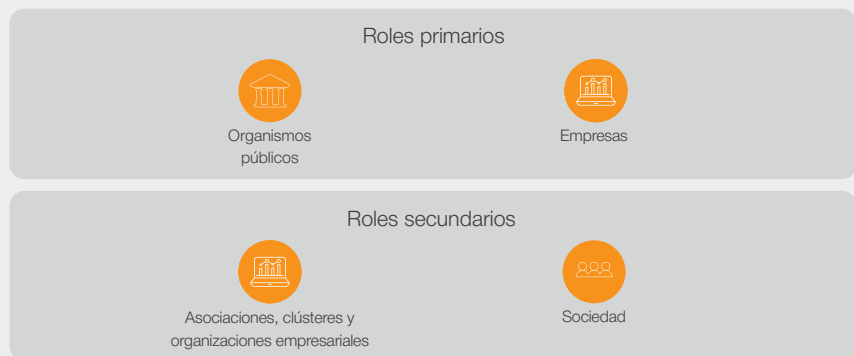 Roles primarios
Organismos
públicos
Empresas
Roles secundarios
Asociaciones, clústeres y
organizaciones empresariales
Sociedad